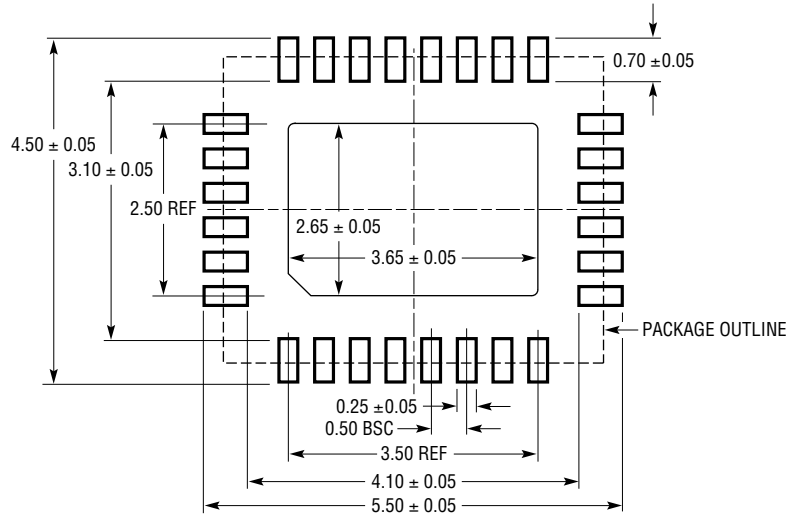 0.70 ±0.05
4.50 ± 0.05
3.10 ± 0.05
2.50 REF
2.65 ± 0.05
3.65 ± 0.05
PACKAGE OUTLINE
0.25 ±0.05
0.50 BSC
3.50 REF
4.10 ± 0.05
5.50 ± 0.05